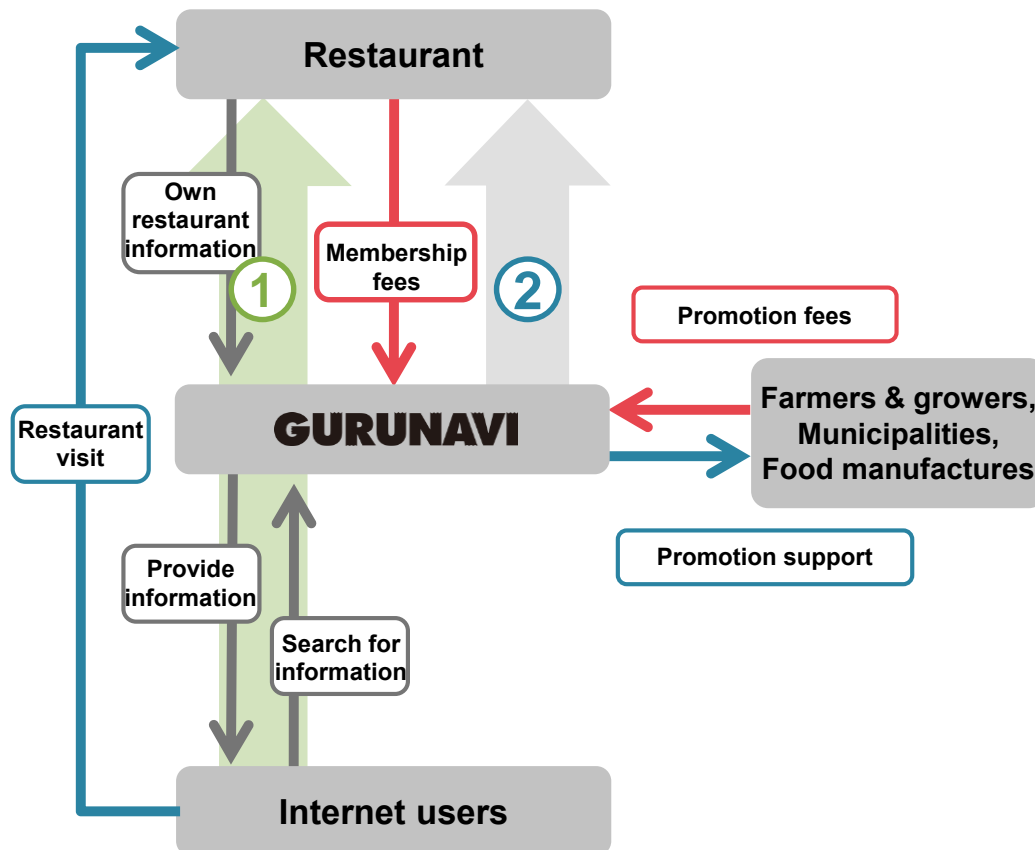 Restaurant
Own
restaurant
information
1
Membership
fees
2
Promotion fees
Restaurant
visit
GURUNAVI
Farmers & growers,
Municipalities,
Food manufactures
Provide
information
Promotion support
Search for
information
Internet users